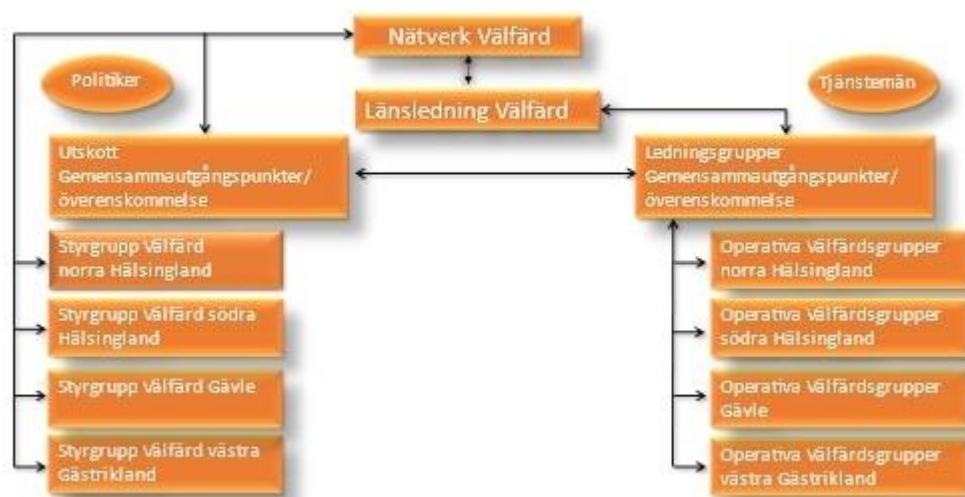 Nätverk Välfärd
Politiker
Tjänstemän
Länsledning Välfärd
Utskott
Gemensammautgångspunkter/
överenskommelse
Ledningsgrupper
Gemensammautgångspunkter/
överenskommelse
Styrgrupp Välfärd
norra Hälsingland
Styrgrupp Välfärd södra
Hälsingland
Styrgrupp Välfärd Gävle
Styrgrupp Välfärd västra
Gästrikland
Operativa Välfärdsgrupper
norra Hälsingland
Operativa Välfärdsgrupper
södra Hälsingland
Operativa Välfärdsgrupper
Gävle
Operativa Välfärdsgrupper
västra Gästrikland